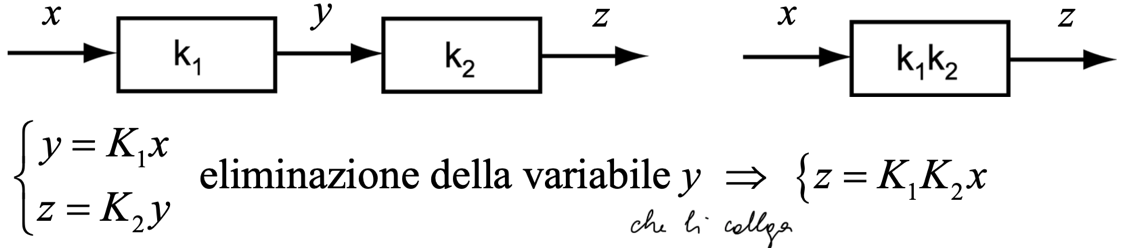 x y z x z
k₁ k₂ k₁k₂
y = K₁x
eliminazione della variabile y ⇒ {z = K₁K₂x
z = K₂y
che li collega